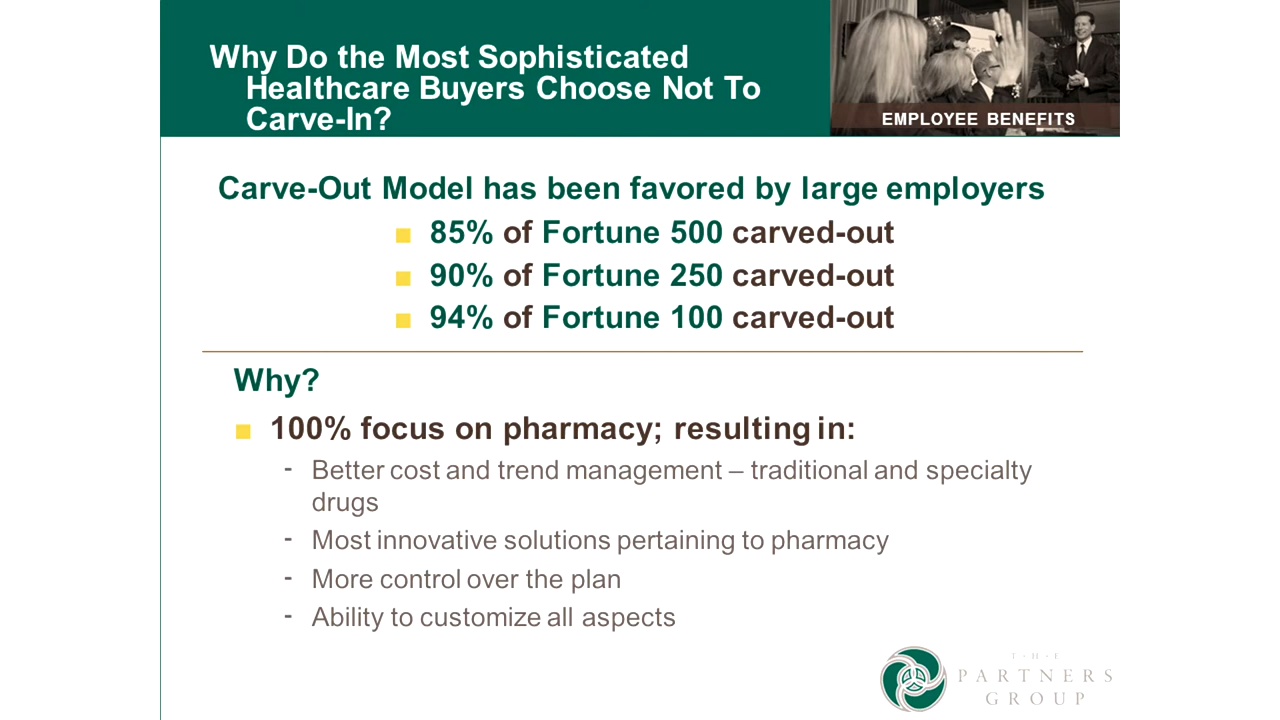 Why Do the Most Sophisticated
Healthcare Buyers Choose Not To
Carve-In?
EMPLOYEE BENEFITS
Carve-Out Model has been favored by large employers
■ 85% of Fortune 500 carved-out
■ 90% of Fortune 250 carved-out
■ 94% of Fortune 100 carved-out
Why?
■ 100% focus on pharmacy; resulting in:
- Better cost and trend management – traditional and specialty
drugs
- Most innovative solutions pertaining to pharmacy
- More control over the plan
- Ability to customize all aspects
T·H·E
PARTNERS
GROUP